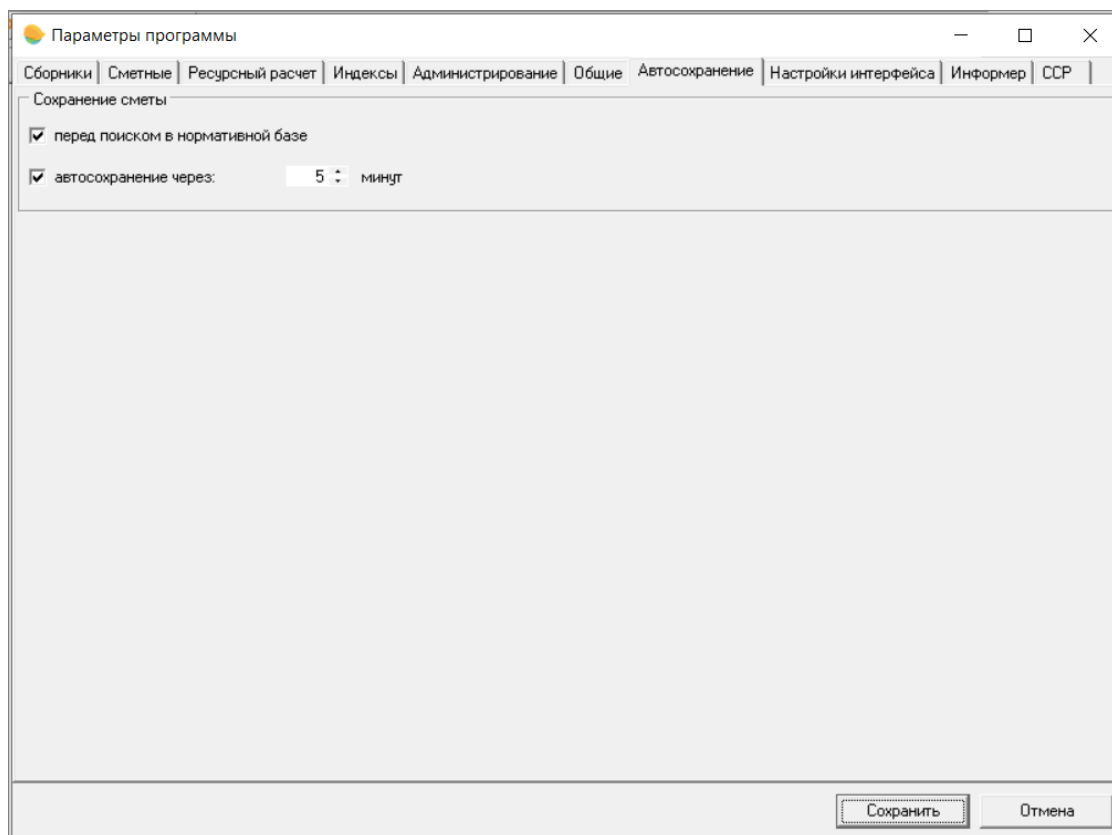 Параметры программы
Сборники Сметные Ресурсный расчет Индексы Администрирование Общие Автосохранение Настройки интерфейса Информер ССР
Сохранение сметы
перед поиском в нормативной базе
автосохранение через: 5 минут
Сохранить Отмена